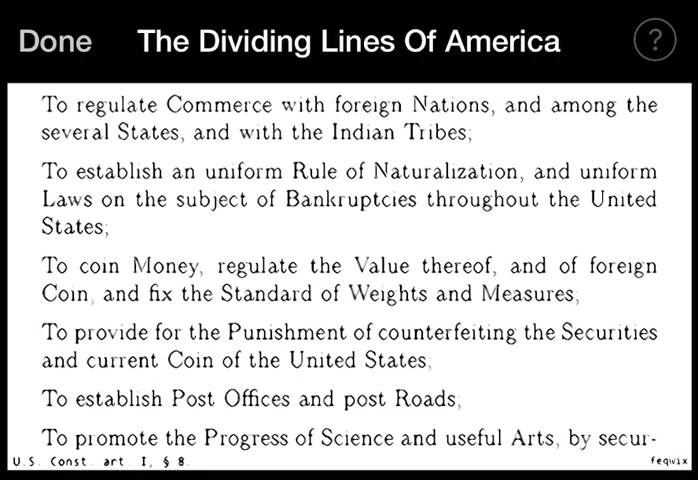 Done The Dividing Lines Of America ?
To regulate Commerce with foreign Nations, and among the
several States, and with the Indian Tribes;
To establish an uniform Rule of Naturalization, and uniform
Laws on the subject of Bankruptcies throughout the United
States;
To coin Money, regulate the Value thereof, and of foreign
Coin, and fix the Standard of Weights and Measures;
To provide for the Punishment of counterfeiting the Securities
and current Coin of the United States;
To establish Post Offices and post Roads;
To promote the Progress of Science and useful Arts, by secur-
U.S. Const. art. I, § 8. feqwix